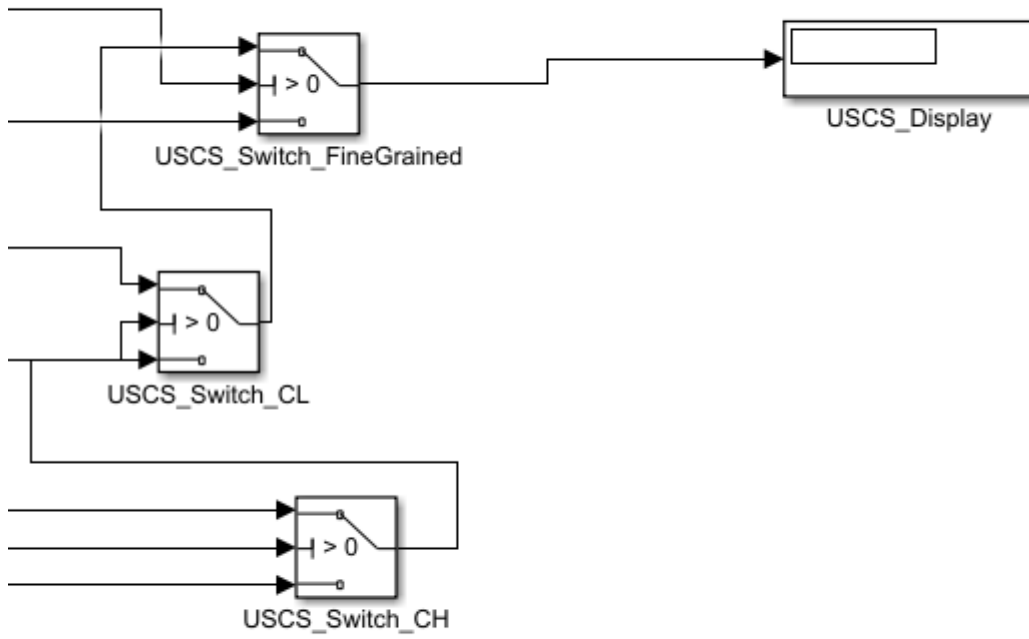 > 0
USCS_Switch_FineGrained
USCS_Display
> 0
USCS_Switch_CL
> 0
USCS_Switch_CH